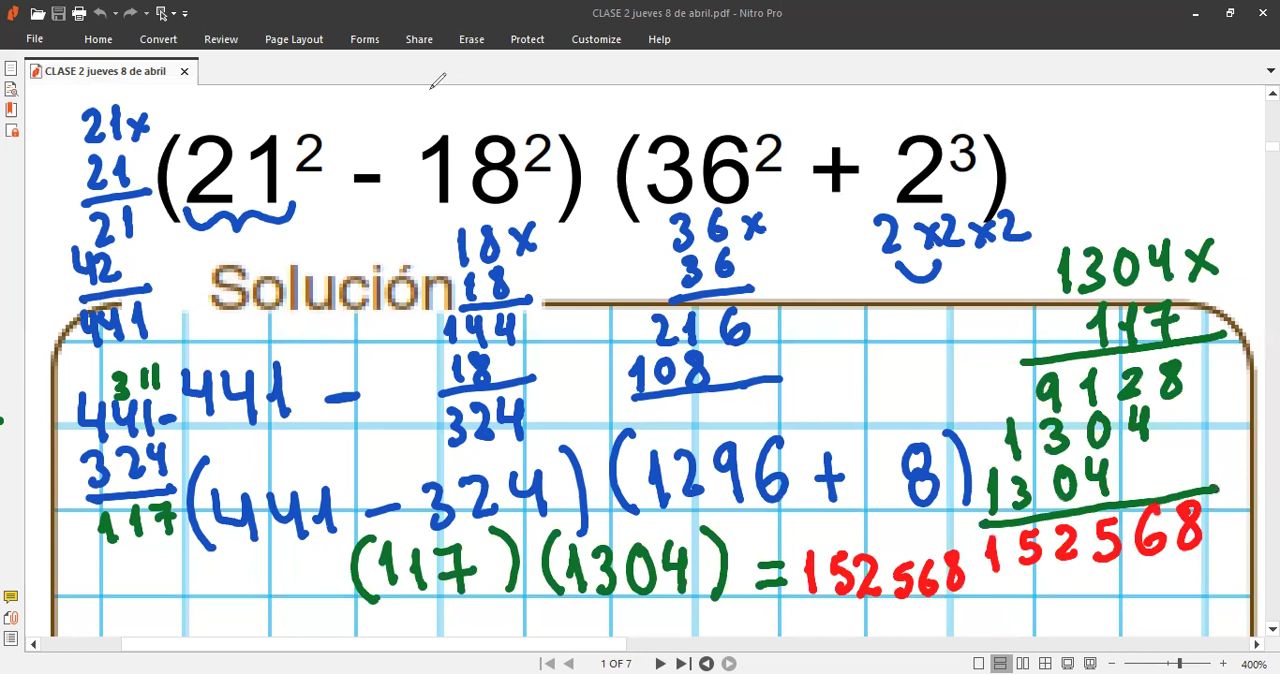 CLASE 2 jueves 8 de abril.pdf - Nitro Pro
File Home Convert Review Page Layout Forms Share Erase Protect Customize Help
CLASE 2 jueves 8 de abril
(21² - 18²) (36² + 2³)
21x
21
21
42
441
18x
18
144
18
324
36x
36
216
108
2x2x2
1304x
117
9128
1304
1304
152568
Solución
441 -
3 11
441-
324
117
(441 - 324) (1296 + 8)
(117) (1304) = 152568
1 OF 7
400%